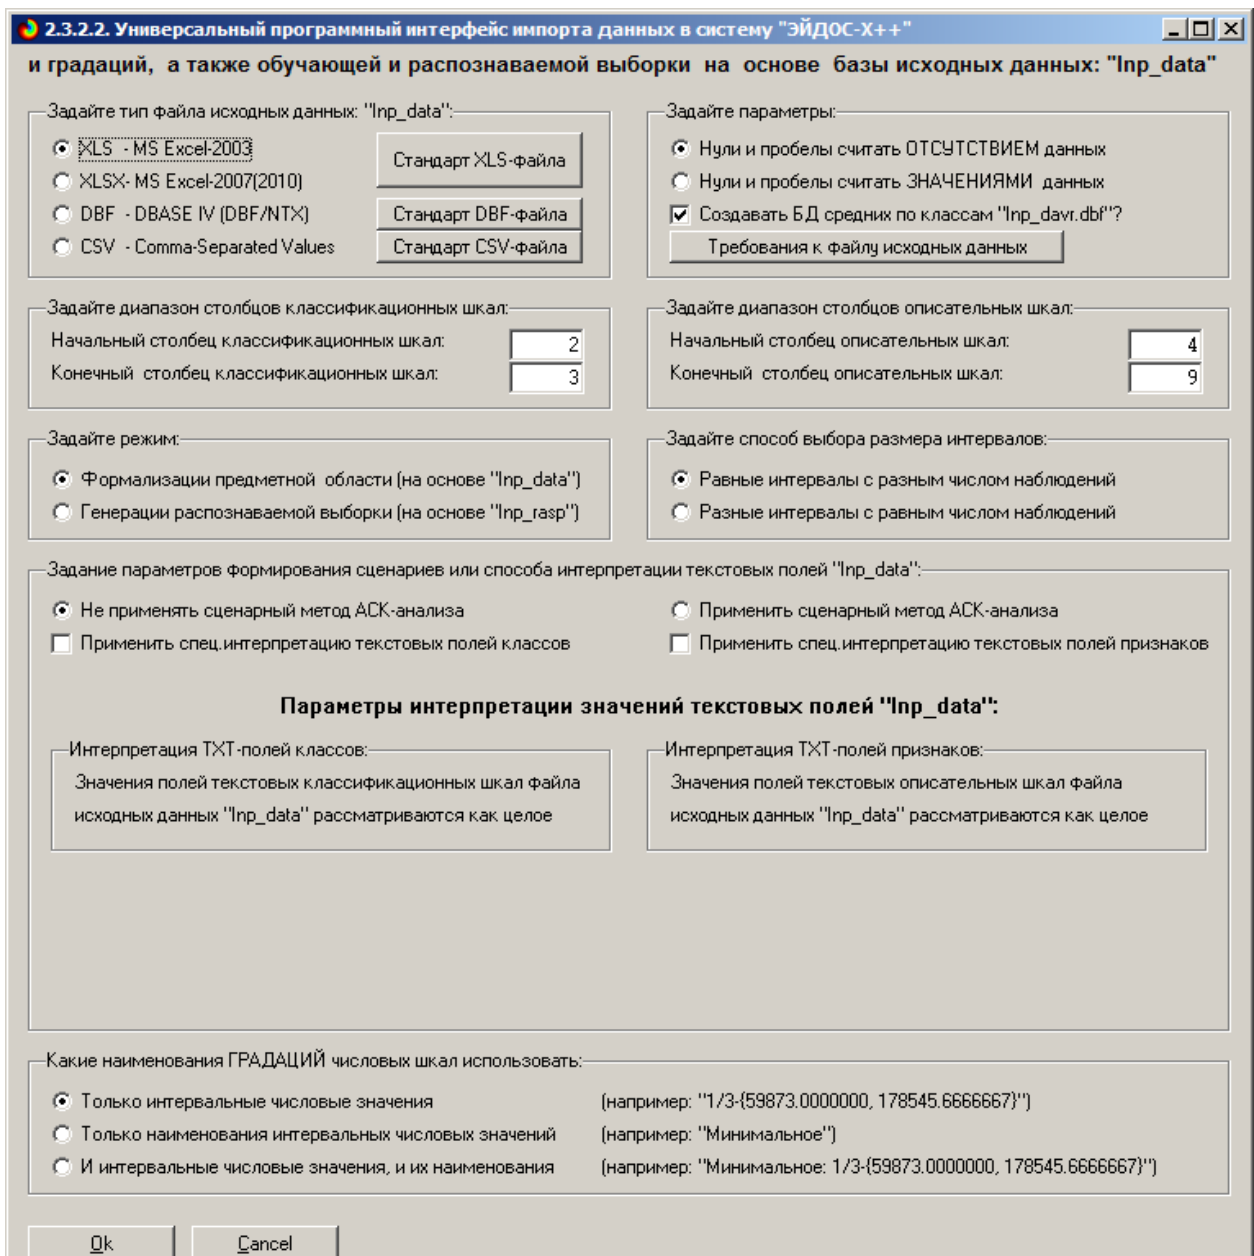 2.3.2.2. Универсальный программный интерфейс импорта данных в систему "ЭЙДОС-X++"
и градаций, а также обучающей и распознаваемой выборки на основе базы исходных данных: "Inp_data"
Задайте тип файла исходных данных: "Inp_data":
XLS - MS Excel-2003
XLSX- MS Excel-2007(2010)
DBF - DBASE IV (DBF/NTX)
CSV - Comma-Separated Values
Стандарт XLS-файла
Стандарт DBF-файла
Стандарт CSV-файла
Задайте параметры:
Нули и пробелы считать ОТСУТСТВИЕМ данных
Нули и пробелы считать ЗНАЧЕНИЯМИ данных
Создавать БД средних по классам "Inp_davr.dbf"?
Требования к файлу исходных данных
Задайте диапазон столбцов классификационных шкал:
Начальный столбец классификационных шкал: 2
Конечный столбец классификационных шкал: 3
Задайте диапазон столбцов описательных шкал:
Начальный столбец описательных шкал: 4
Конечный столбец описательных шкал: 9
Задайте режим:
Формализации предметной области (на основе "Inp_data")
Генерации распознаваемой выборки (на основе "Inp_rasp")
Задайте способ выбора размера интервалов:
Равные интервалы с разным числом наблюдений
Разные интервалы с равным числом наблюдений
Задание параметров формирования сценариев или способа интерпретации текстовых полей "Inp_data":
Не применять сценарный метод АСК-анализа
Применить сценарный метод АСК-анализа
Применить спец.интерпретацию текстовых полей классов
Применить спец.интерпретацию текстовых полей признаков
Параметры интерпретации значений текстовых полей "Inp_data":
Интерпретация TXT-полей классов:
Значения полей текстовых классификационных шкал файла
исходных данных "Inp_data" рассматриваются как целое
Интерпретация TXT-полей признаков:
Значения полей текстовых описательных шкал файла
исходных данных "Inp_data" рассматриваются как целое
Какие наименования ГРАДАЦИЙ числовых шкал использовать:
Только интервальные числовые значения (например: "1/3-{59873.0000000, 178545.6666667}")
Только наименования интервальных числовых значений (например: "Минимальное")
И интервальные числовые значения, и их наименования (например: "Минимальное: 1/3-{59873.0000000, 178545.6666667}")
Ok
Cancel